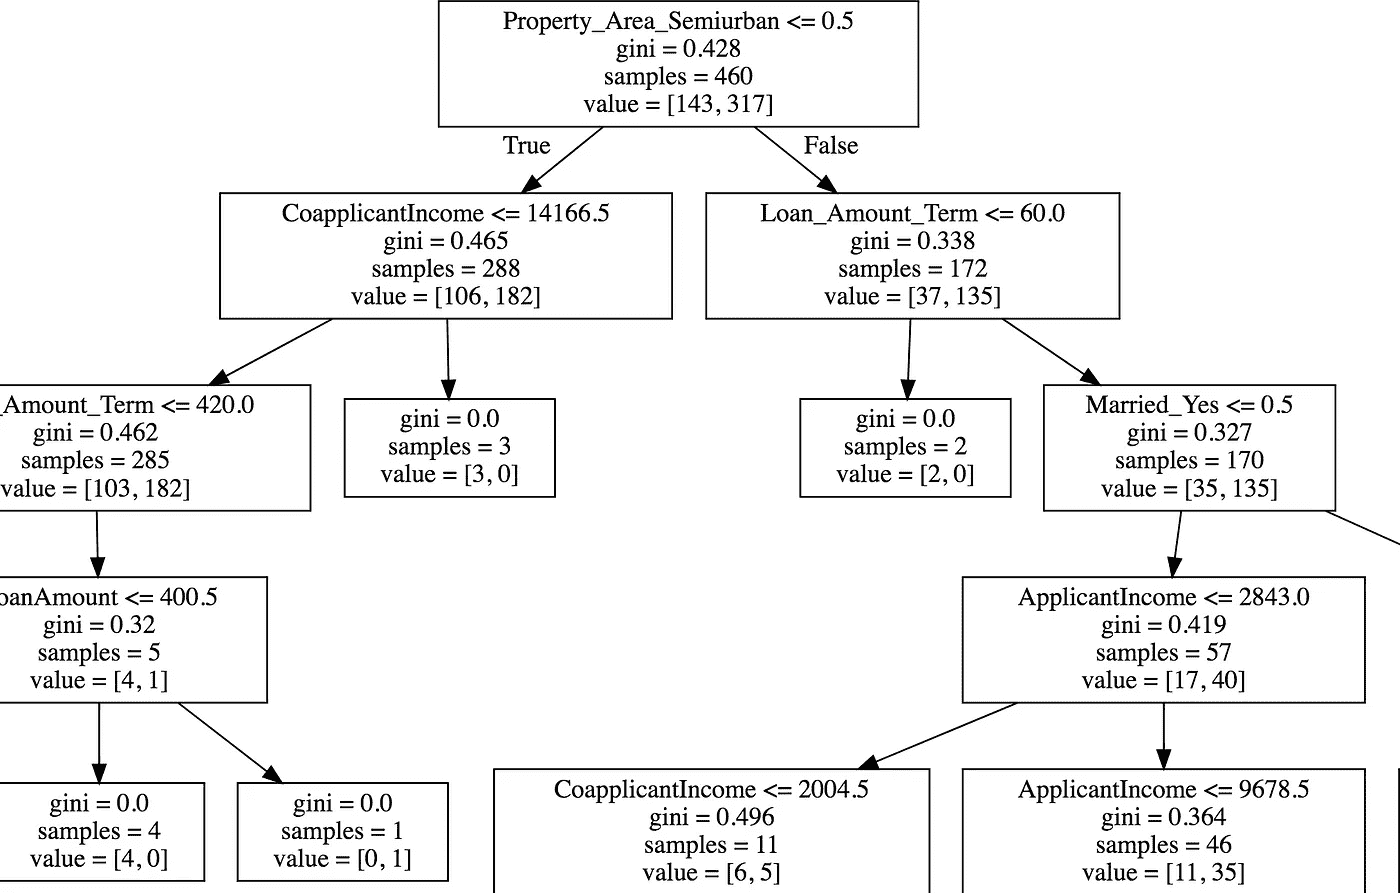 Property_Area_Semiurban <= 0.5
gini = 0.428
samples = 460
value = [143, 317]
True
False
CoapplicantIncome <= 14166.5
gini = 0.465
samples = 288
value = [106, 182]
Loan_Amount_Term <= 60.0
gini = 0.338
samples = 172
value = [37, 135]
_Amount_Term <= 420.0
gini = 0.462
samples = 285
value = [103, 182]
gini = 0.0
samples = 3
value = [3, 0]
gini = 0.0
samples = 2
value = [2, 0]
Married_Yes <= 0.5
gini = 0.327
samples = 170
value = [35, 135]
oanAmount <= 400.5
gini = 0.32
samples = 5
value = [4, 1]
ApplicantIncome <= 2843.0
gini = 0.419
samples = 57
value = [17, 40]
gini = 0.0
samples = 4
value = [4, 0]
gini = 0.0
samples = 1
value = [0, 1]
CoapplicantIncome <= 2004.5
gini = 0.496
samples = 11
value = [6, 5]
ApplicantIncome <= 9678.5
gini = 0.364
samples = 46
value = [11, 35]